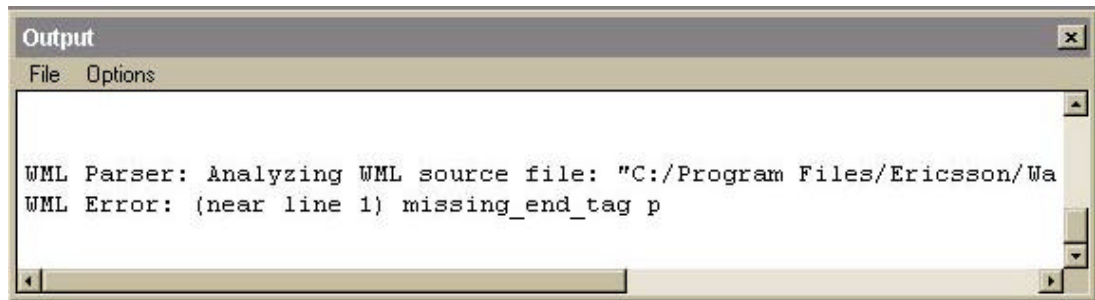 Output
File Options
WML Parser: Analyzing WML source file: "C:/Program Files/Ericsson/Wa
WML Error: (near line 1) missing_end_tag p